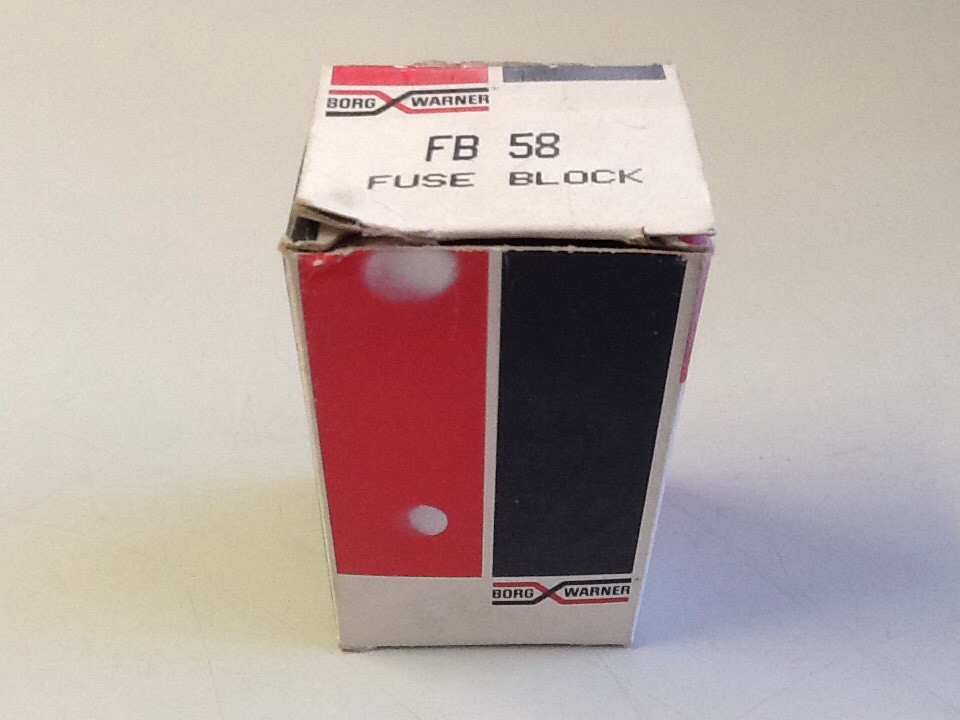 BORG WARNER
FB 58
FUSE BLOCK
BORG WARNER